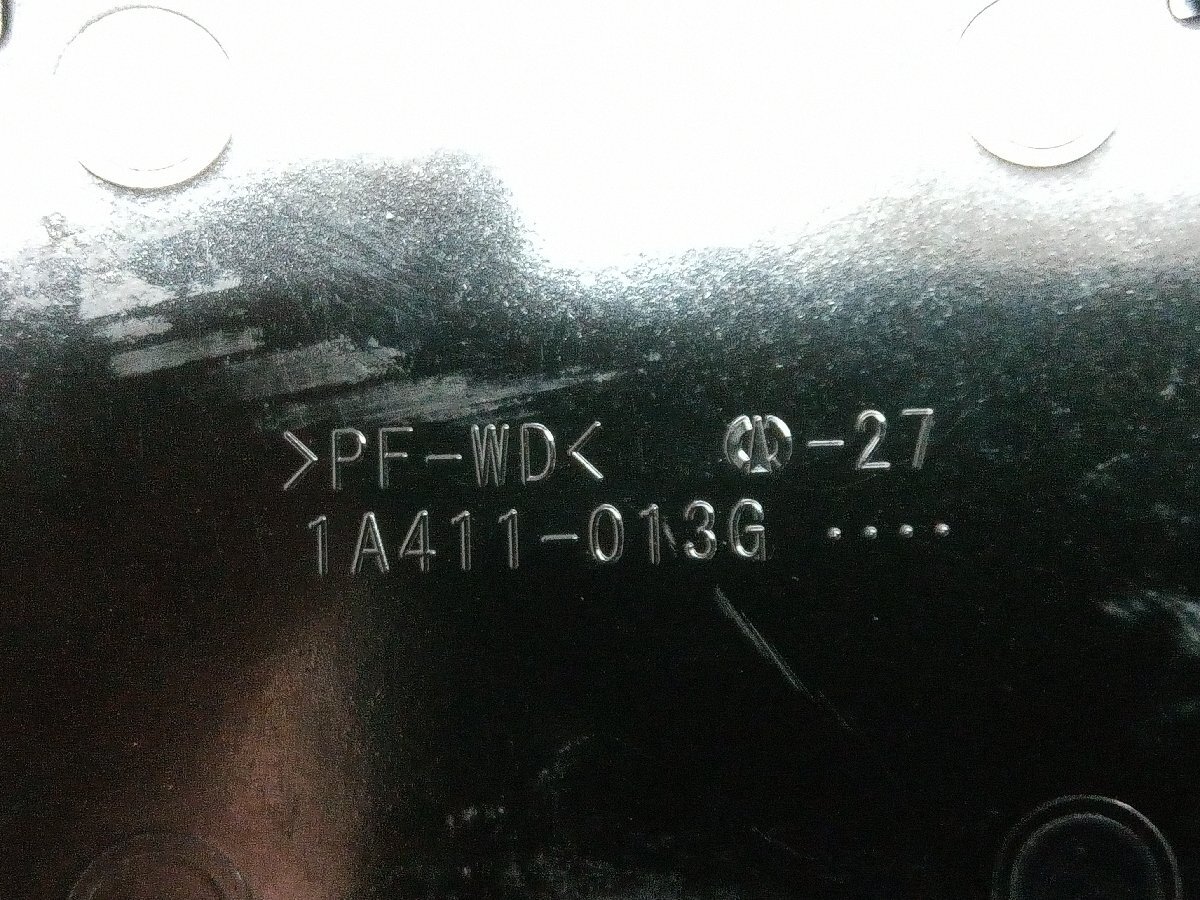 >PF-WD< -27
1A411-013G ....